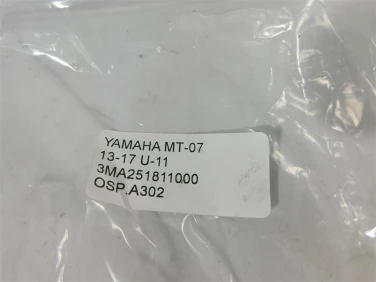 YAMAHA MT-07
13-17 U-11
3MA251811000
OSP.A302